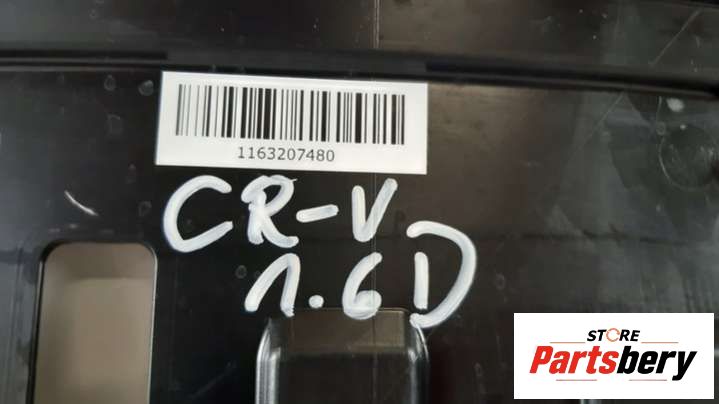 1163207480
CR-V
1.6D
STORE
Partsbery